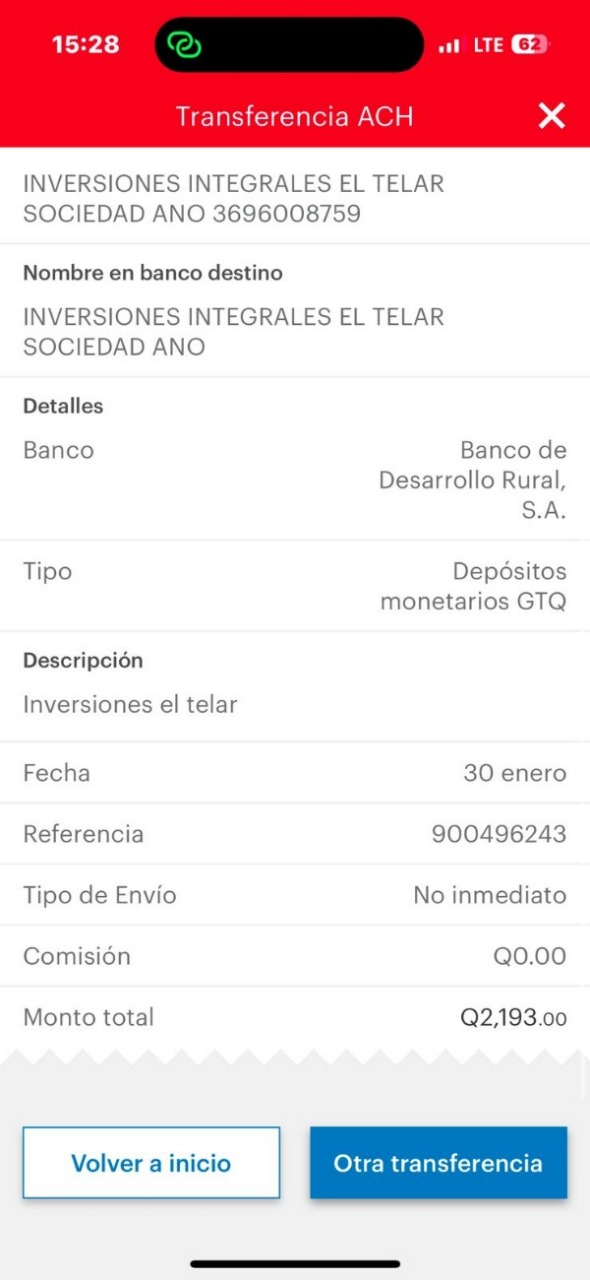 15:28
LTE 62
Transferencia ACH
INVERSIONES INTEGRALES EL TELAR
SOCIEDAD ANO 3696008759
Nombre en banco destino
INVERSIONES INTEGRALES EL TELAR
SOCIEDAD ANO
Detalles
Banco
Banco de
Desarrollo Rural,
S.A.
Tipo
Depósitos
monetarios GTQ
Descripción
Inversiones el telar
Fecha 30 enero
Referencia 900496243
Tipo de Envío No inmediato
Comisión Q0.00
Monto total Q2,193.00
Volver a inicio
Otra transferencia